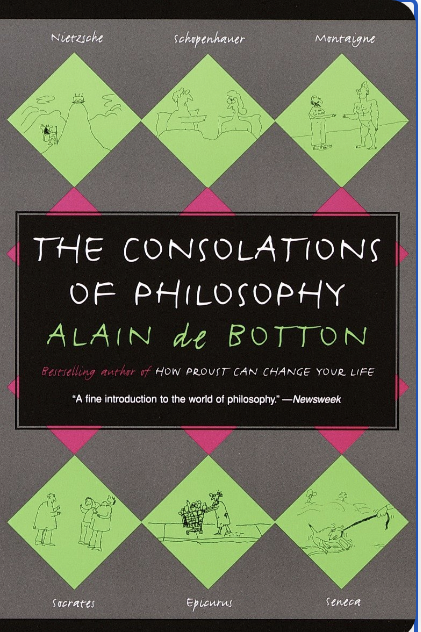 Nietzsche Schopenhauer Montaigne
THE CONSOLATIONS
OF PHILOSOPHY
ALAIN de BOTTON
Bestselling author of HOW PROUST CAN CHANGE YOUR LIFE
“A fine introduction to the world of philosophy.” —Newsweek
Socrates Epicurus Seneca